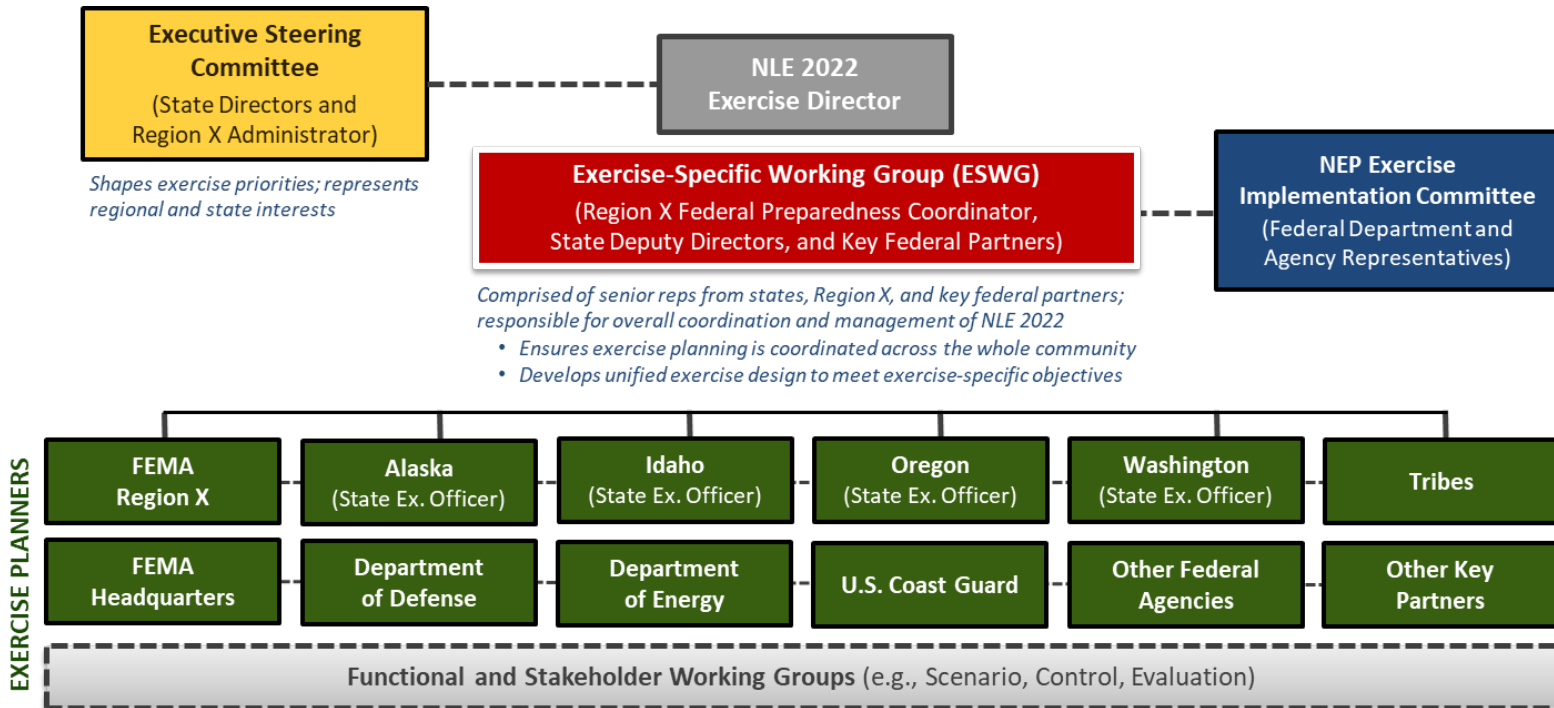 Executive Steering
Committee
(State Directors and
Region X Administrator)
Shapes exercise priorities; represents
regional and state interests
NLE 2022
Exercise Director
Exercise-Specific Working Group (ESWG)
(Region X Federal Preparedness Coordinator,
State Deputy Directors, and Key Federal Partners)
NEP Exercise
Implementation Committee
(Federal Department and
Agency Representatives)
Comprised of senior reps from states, Region X, and key federal partners;
responsible for overall coordination and management of NLE 2022
• Ensures exercise planning is coordinated across the whole community
• Develops unified exercise design to meet exercise-specific objectives
EXERCISE PLANNERS
FEMA
Region X
Alaska
(State Ex. Officer)
Idaho
(State Ex. Officer)
Oregon
(State Ex. Officer)
Washington
(State Ex. Officer)
Tribes
FEMA
Headquarters
Department
of Defense
Department
of Energy
U.S. Coast Guard
Other Federal
Agencies
Other Key
Partners
Functional and Stakeholder Working Groups (e.g., Scenario, Control, Evaluation)